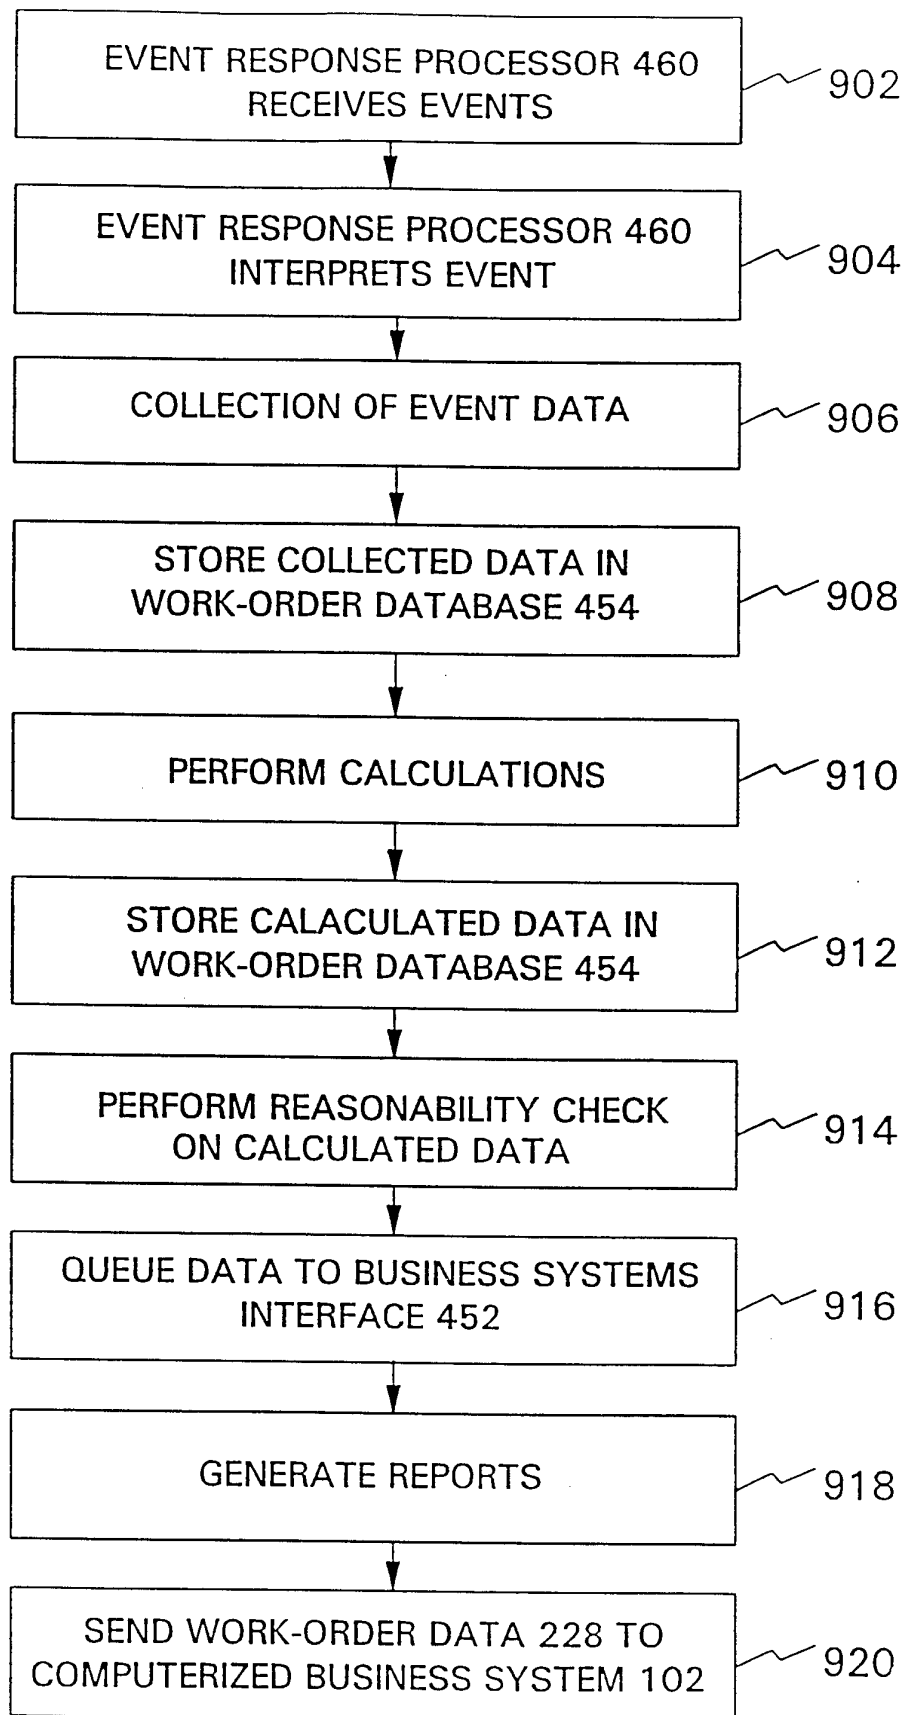 EVENT RESPONSE PROCESSOR 460
RECEIVES EVENTS
902
EVENT RESPONSE PROCESSOR 460
INTERPRETS EVENT
904
COLLECTION OF EVENT DATA
906
STORE COLLECTED DATA IN
WORK-ORDER DATABASE 454
908
PERFORM CALCULATIONS
910
STORE CALACULATED DATA IN
WORK-ORDER DATABASE 454
912
PERFORM REASONABILITY CHECK
ON CALCULATED DATA
914
QUEUE DATA TO BUSINESS SYSTEMS
INTERFACE 452
916
GENERATE REPORTS
918
SEND WORK-ORDER DATA 228 TO
COMPUTERIZED BUSINESS SYSTEM 102
920